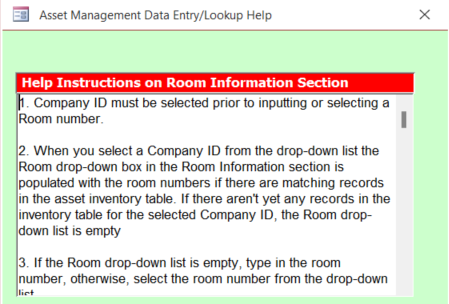 Asset Management Data Entry/Lookup Help
Help Instructions on Room Information Section
1. Company ID must be selected prior to inputting or selecting a
Room number.
2. When you select a Company ID from the drop-down list the
Room drop-down box in the Room Information section is
populated with the room numbers if there are matching records
in the asset inventory table. If there aren't yet any records in the
inventory table for the selected Company ID, the Room drop-
down list is empty
3. If the Room drop-down list is empty, type in the room
number, otherwise, select the room number from the drop-down
list